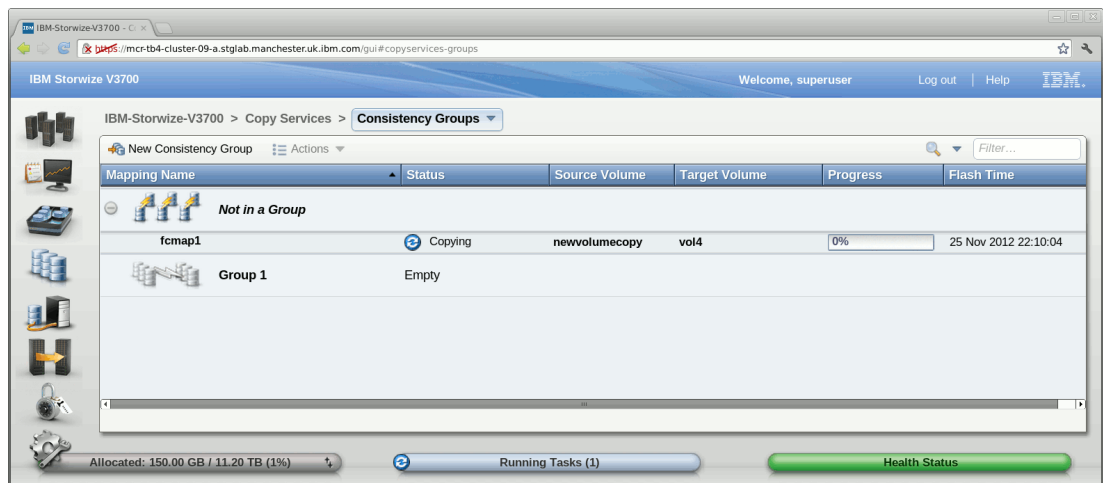 IBM-Storwize-V3700 - C
https://mcr-tb4-cluster-09-a.stglab.manchester.uk.ibm.com/gui#copyservices-groups
IBM Storwize V3700
Welcome, superuser
Log out | Help
IBM.
IBM-Storwize-V3700 > Copy Services > Consistency Groups
New Consistency Group
Actions
Filter...
Mapping Name Status Source Volume Target Volume Progress Flash Time
Not in a Group
fcmap1 Copying newvolumecopy vol4 0% 25 Nov 2012 22:10:04
Group 1 Empty
Allocated: 150.00 GB / 11.20 TB (1%)
Running Tasks (1)
Health Status